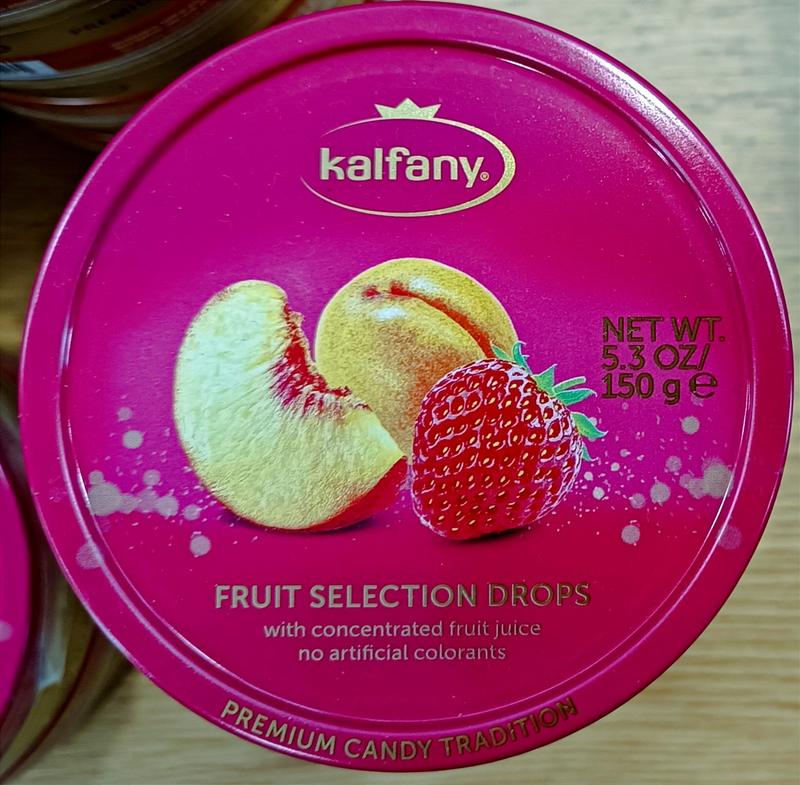 PREMIUM
kalfany®
NET WT.
5.3 OZ/
150 g ℮
FRUIT SELECTION DROPS
with concentrated fruit juice
no artificial colorants
PREMIUM CANDY TRADITION